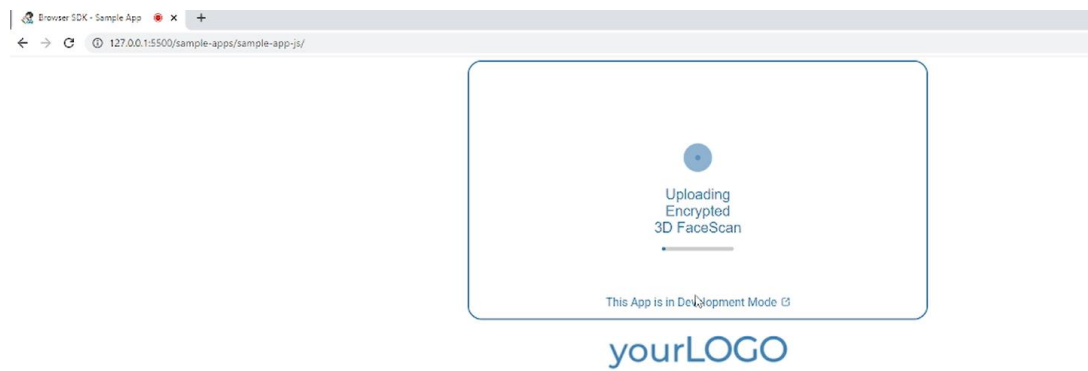 Browser SDK - Sample App
127.0.0.1:5500/sample-apps/sample-app-js/
Uploading
Encrypted
3D FaceScan
This App is in Development Mode
yourLOGO